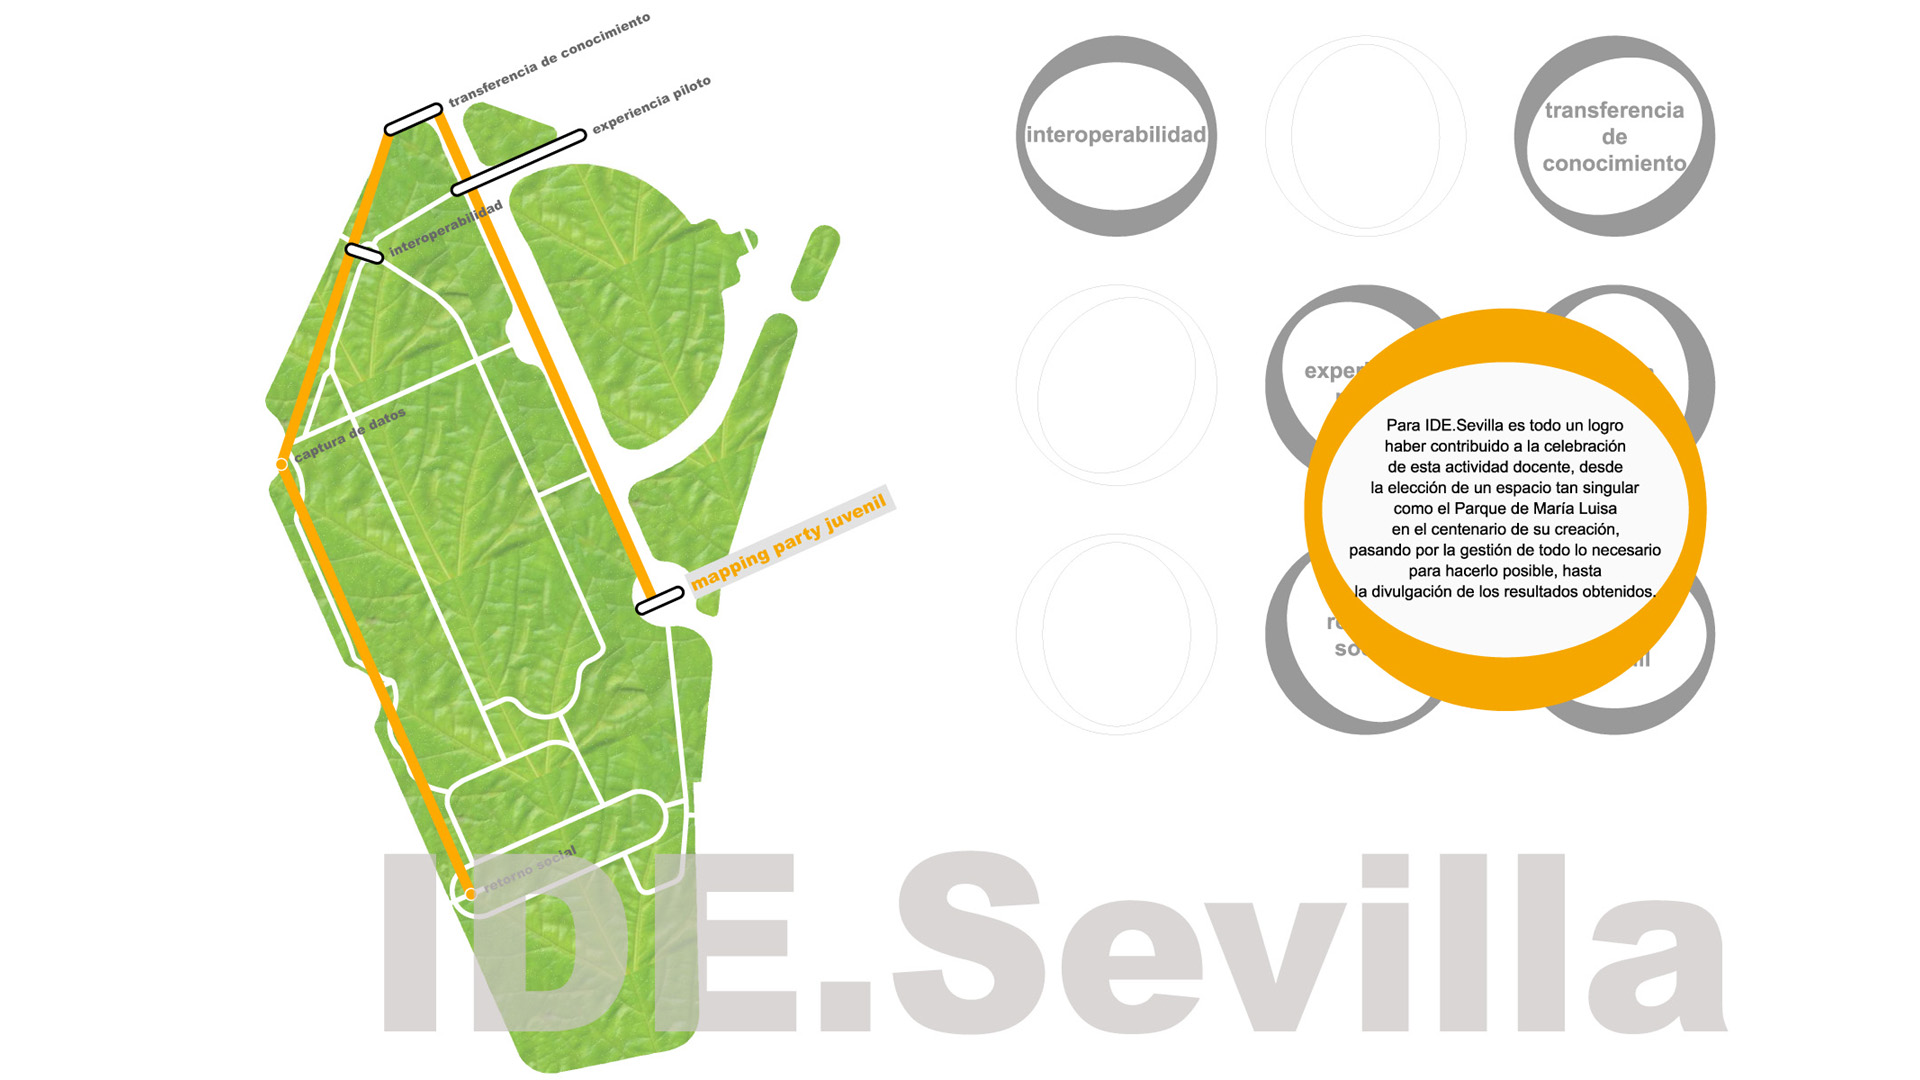 transferencia de conocimiento
experiencia piloto
interoperabilidad
captura de datos
mapping party juvenil
retorno social
interoperabilidad
transferencia
de
conocimiento
Para IDE.Sevilla es todo un logro
haber contribuido a la celebración
de esta actividad docente, desde
la elección de un espacio tan singular
como el Parque de María Luisa
en el centenario de su creación,
pasando por la gestión de todo lo necesario
para hacerlo posible, hasta
la divulgación de los resultados obtenidos.
IDE.Sevilla